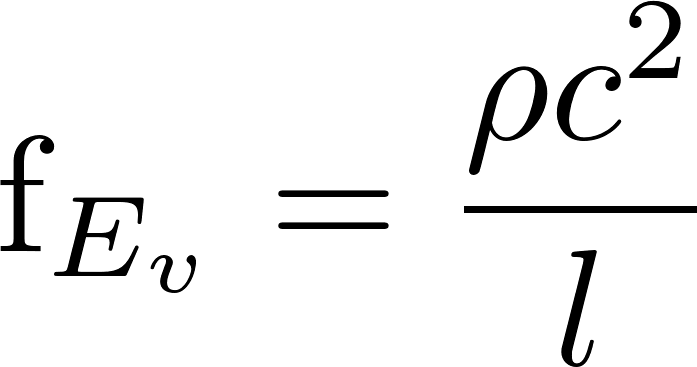 f_{E_v} = \frac{\rho c^2}{l}